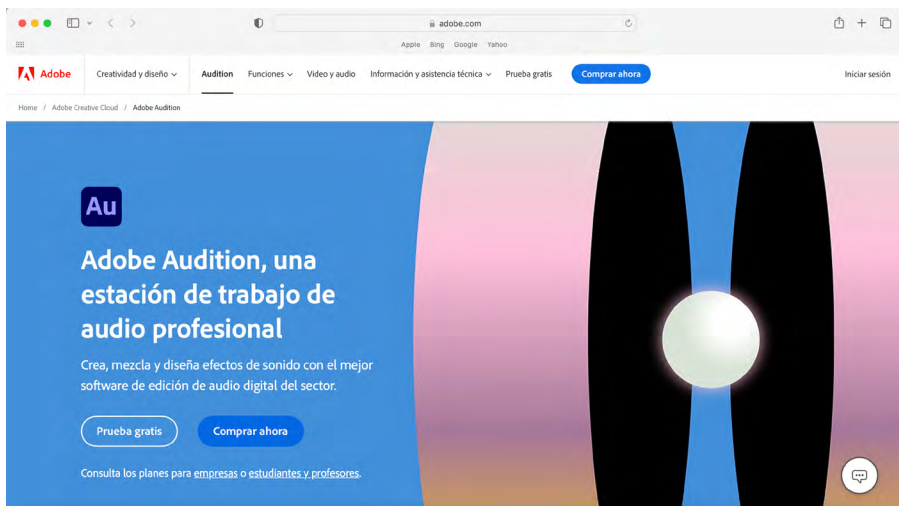 adobe.com
Apple Bing Google Yahoo
Adobe Creatividad y diseño Audition Funciones Video y audio Información y asistencia técnica Prueba gratis Comprar ahora Iniciar sesión
Home / Adobe Creative Cloud / Adobe Audition
Au
Adobe Audition, una
estación de trabajo de
audio profesional
Crea, mezcla y diseña efectos de sonido con el mejor
software de edición de audio digital del sector.
Prueba gratis Comprar ahora
Consulta los planes para empresas o estudiantes y profesores.